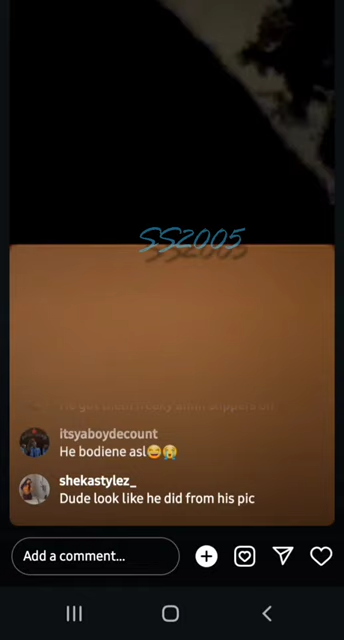 SS2005
itsyaboydecount
He bodiene asl😂😭
shekastylez_
Dude look like he did from his pic
Add a comment...